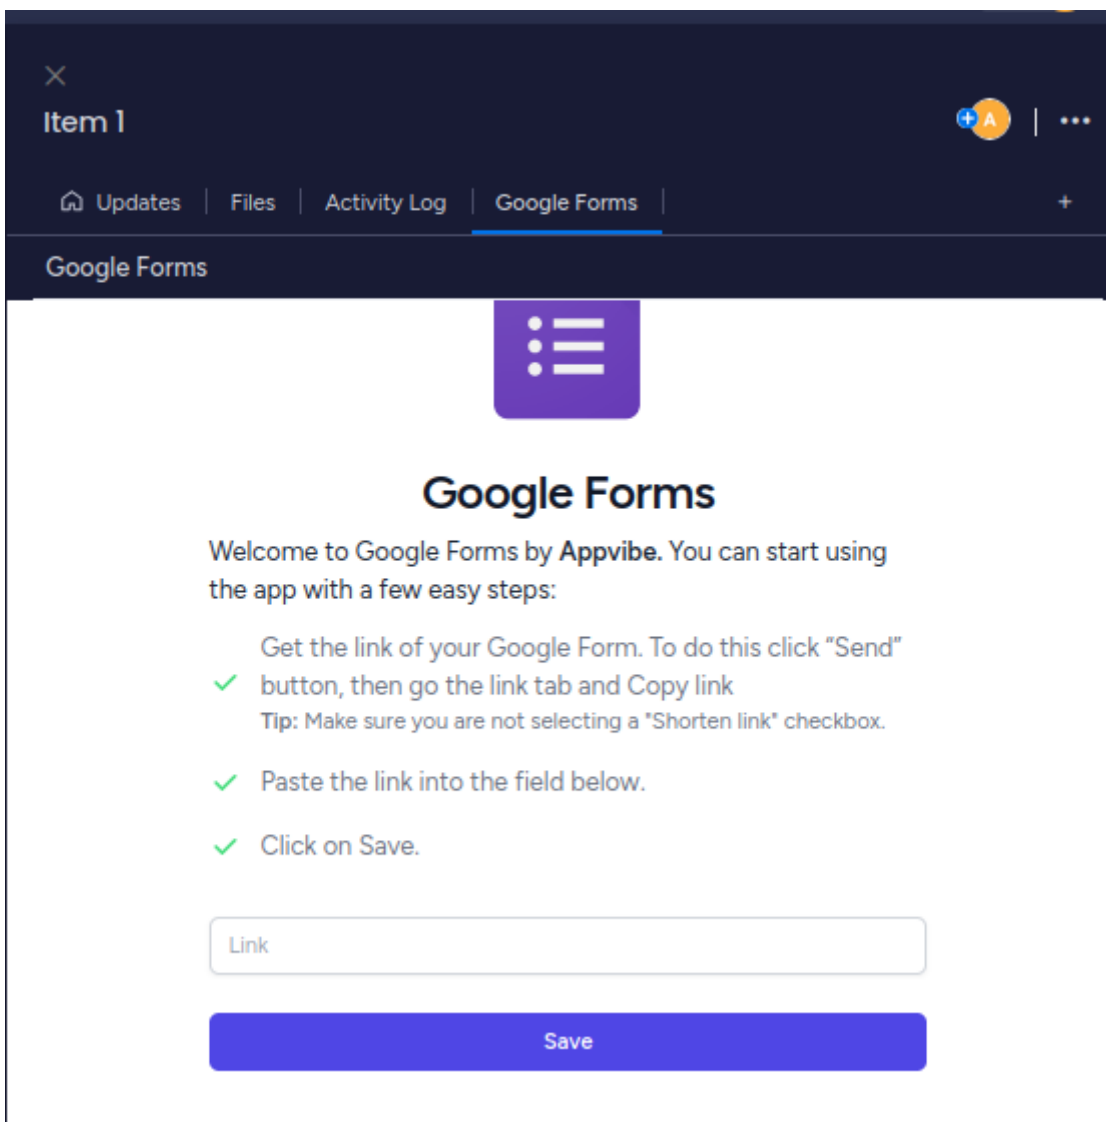 Item 1
A
Updates
Files
Activity Log
Google Forms
+
Google Forms
Google Forms
Welcome to Google Forms by Appvibe. You can start using
the app with a few easy steps:
Get the link of your Google Form. To do this click “Send”
button, then go the link tab and Copy link
Tip: Make sure you are not selecting a "Shorten link" checkbox.
Paste the link into the field below.
Click on Save.
Link
Save